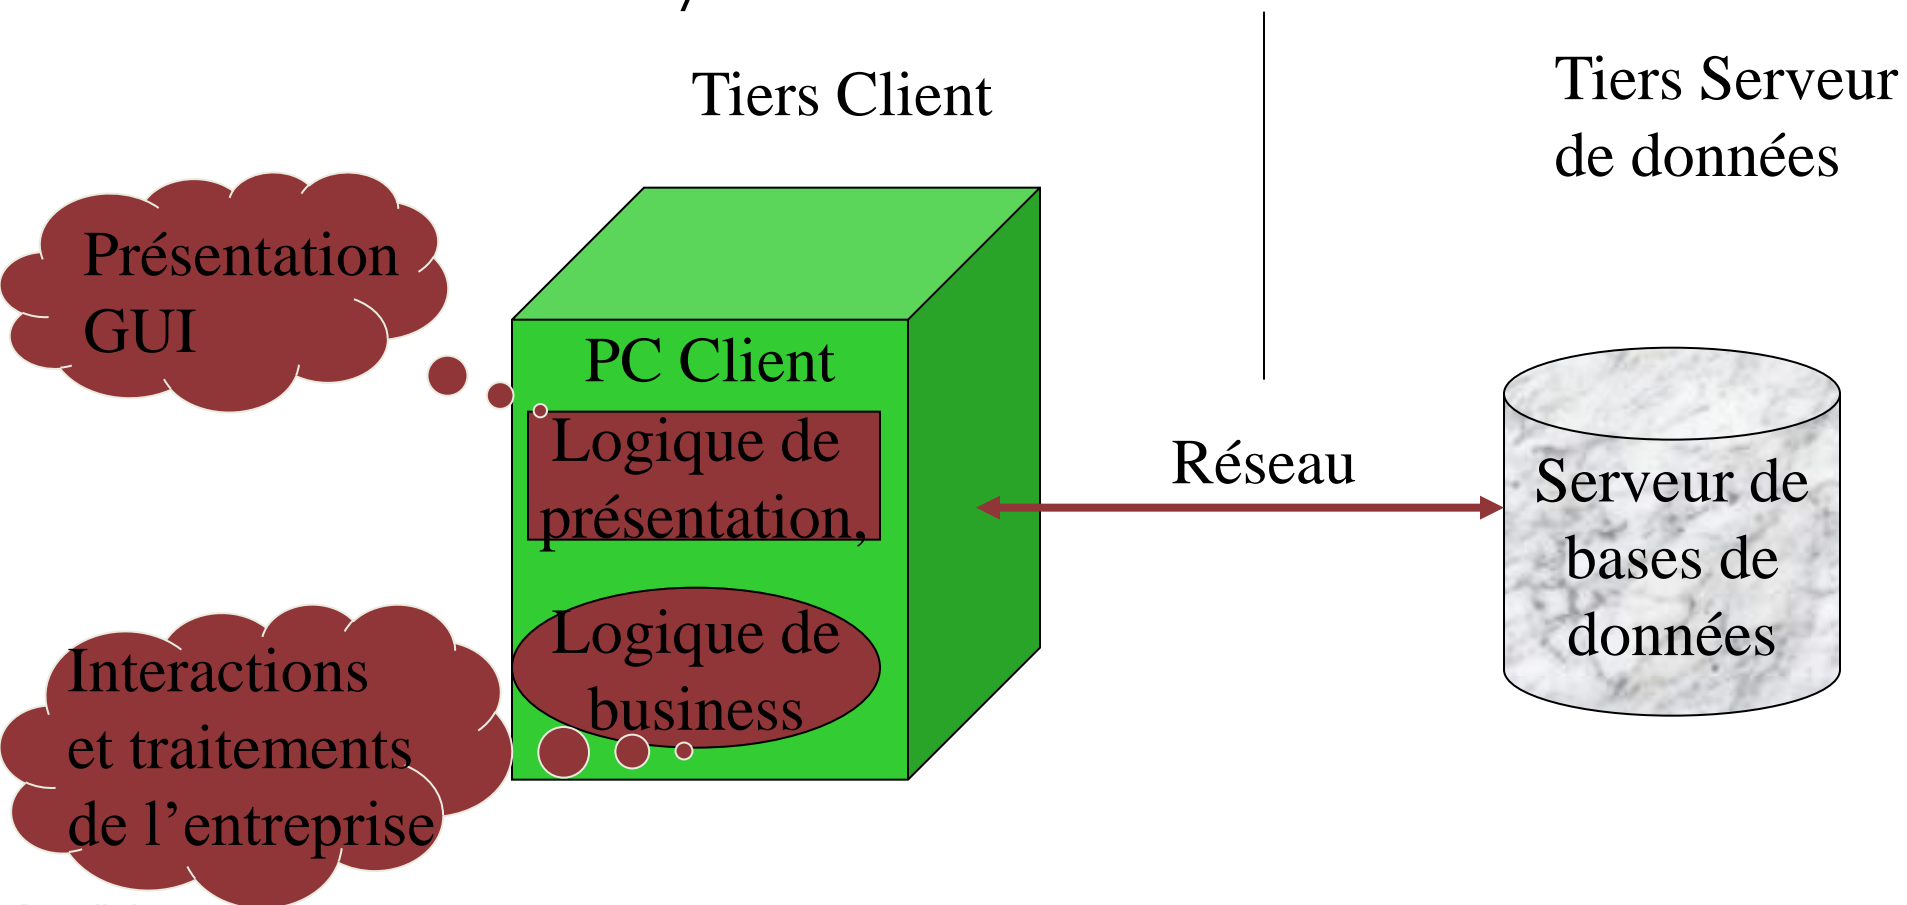 Tiers Client
Tiers Serveur
de données
Présentation
GUI
PC Client
Logique de
présentation,
Réseau
Serveur de
bases de
données
Logique de
business
Interactions
et traitements
de l’entreprise